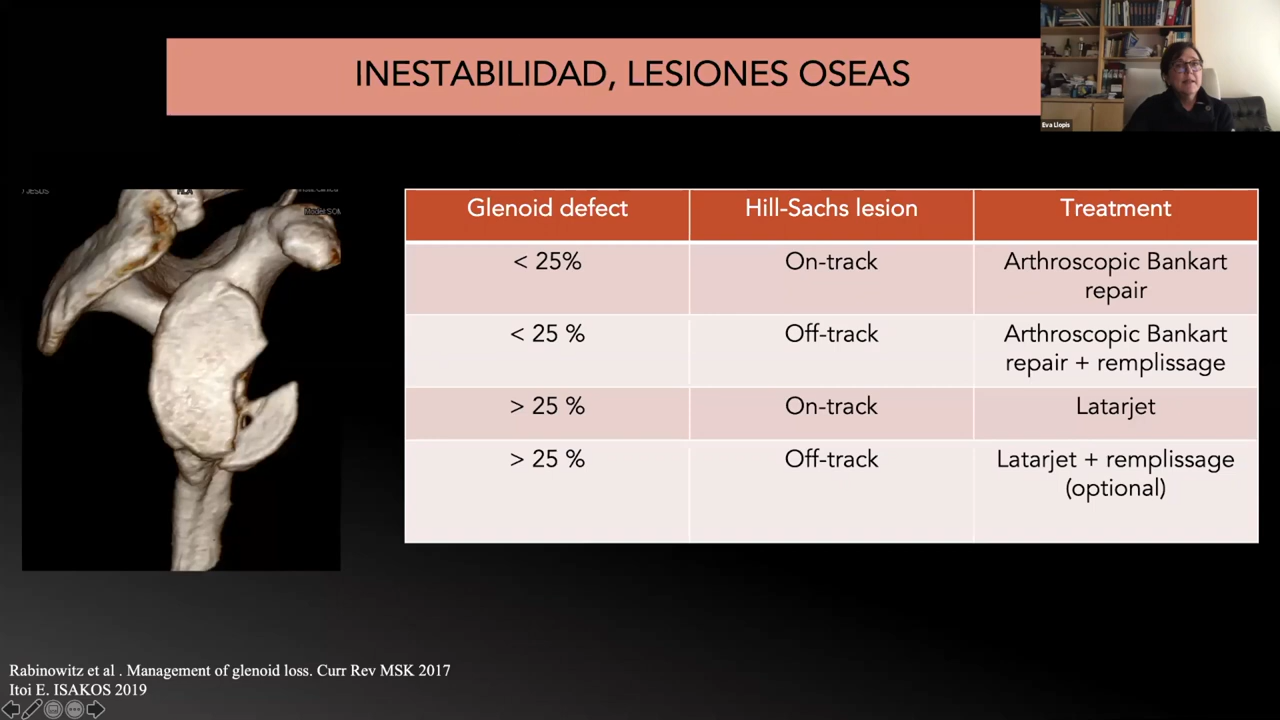 INESTABILIDAD, LESIONES OSEAS
Eva Llopis
Glenoid defect
Hill-Sachs lesion
Treatment
< 25%
On-track
Arthroscopic Bankart
repair
< 25 %
Off-track
Arthroscopic Bankart
repair + remplissage
> 25 %
On-track
Latarjet
> 25 %
Off-track
Latarjet + remplissage
(optional)
Rabinowitz et al . Management of glenoid loss. Curr Rev MSK 2017
Itoi E. ISAKOS 2019